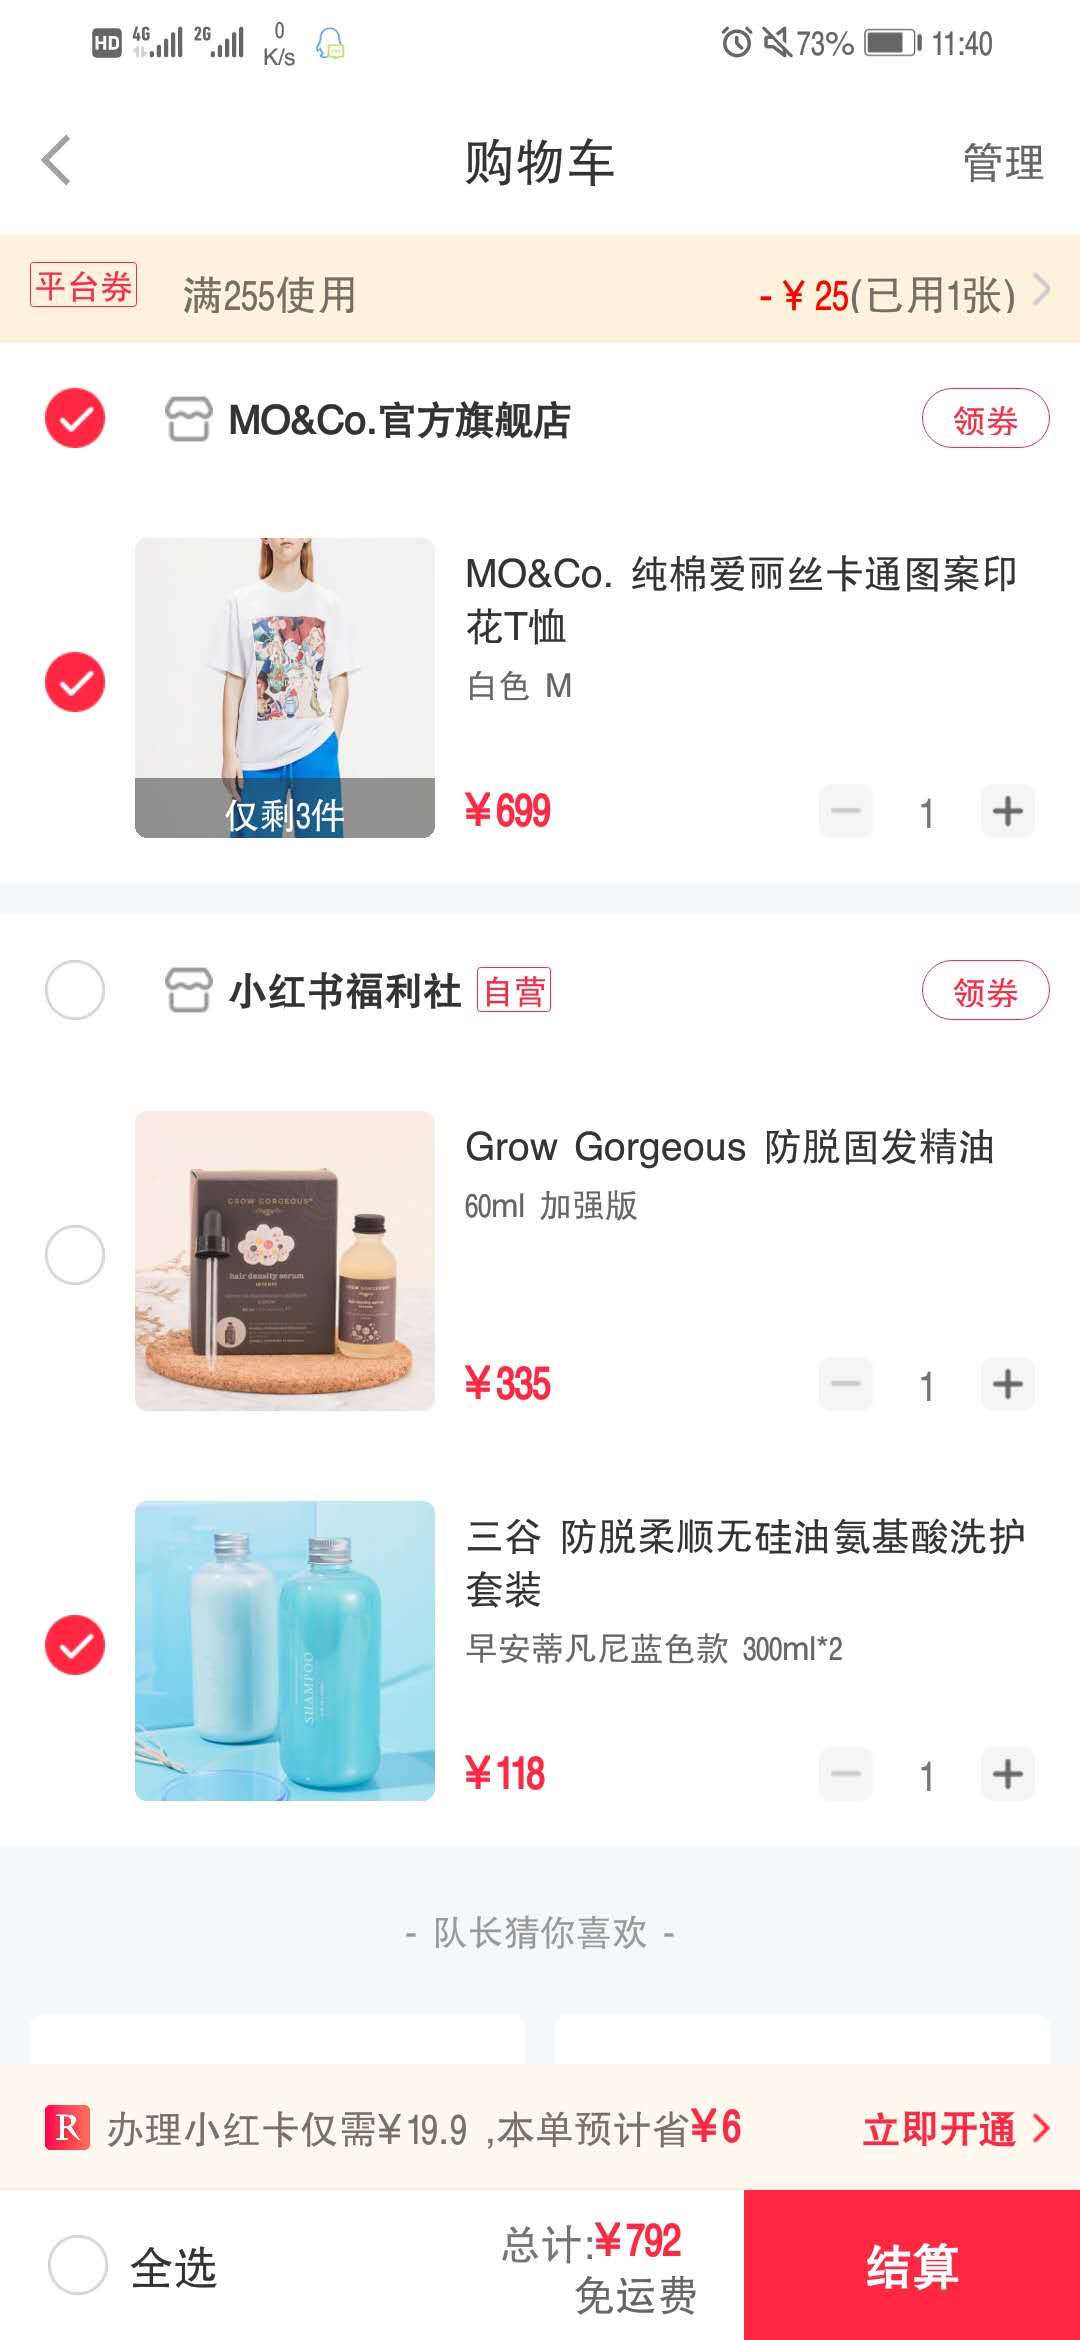 HD 4G 2G 0 K/s 73% 11:40
购物车
管理
平台券 满255使用 -¥25(已用1张)
MO&Co.官方旗舰店 领券
MO&Co. 纯棉爱丽丝卡通图案印
花T恤
白色 M
仅剩3件
¥699 1
小红书福利社 自营 领券
Grow Gorgeous 防脱固发精油
60ml 加强版
GROW GORGEOUS
hair density serum
INTENSE
GROW GORGEOUS
¥335 1
三谷 防脱柔顺无硅油氨基酸洗护
套装
早安蒂凡尼蓝色款 300ml*2
SHAMPOO
¥118 1
- 队长猜你喜欢 -
R 办理小红卡仅需¥19.9 ,本单预计省¥6 立即开通
全选
总计:¥792
免运费
结算